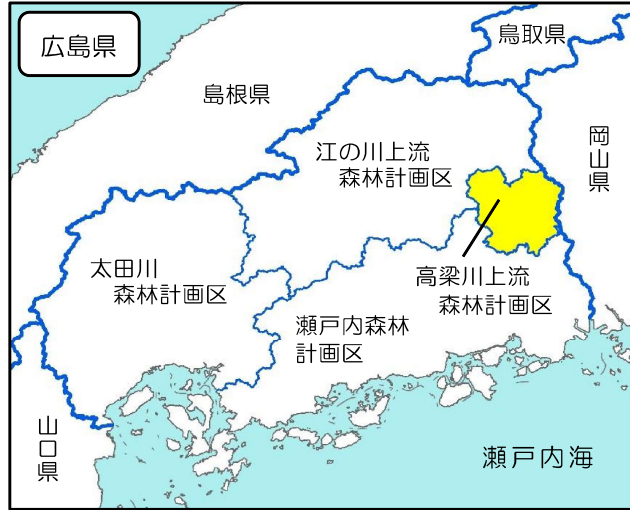 広島県
鳥取県
島根県
岡山県
江の川上流
森林計画区
太田川
森林計画区
高梁川上流
森林計画区
瀬戸内森林
計画区
山口県
瀬戸内海